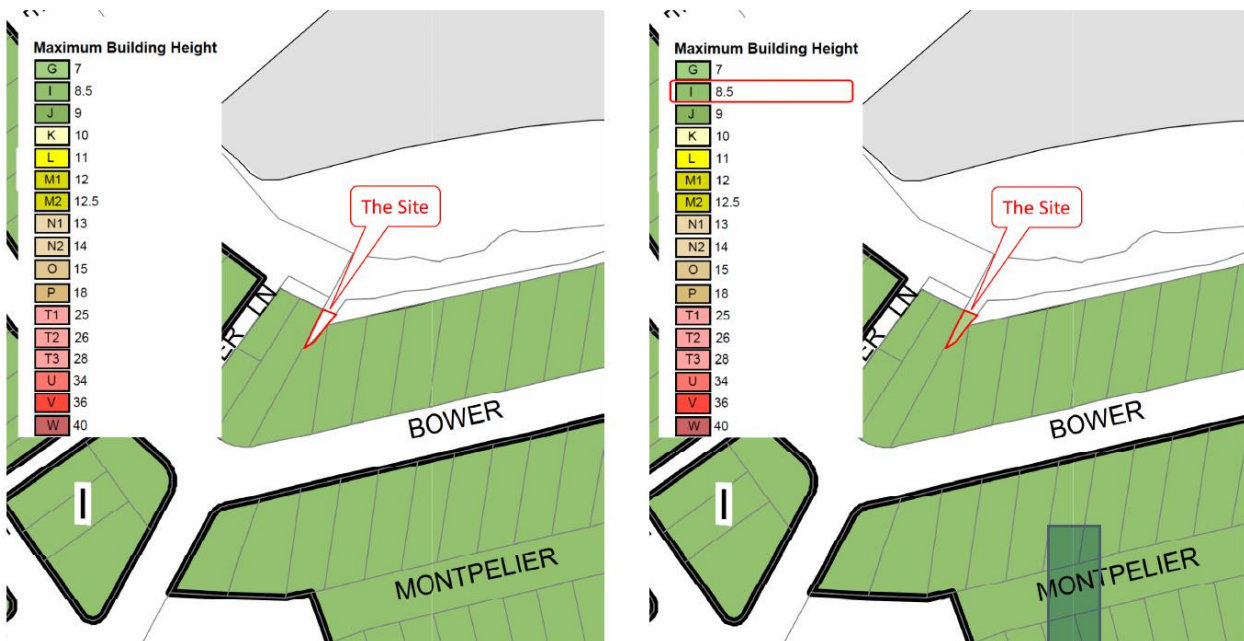 Maximum Building Height
G 7
I 8.5
J 9
K 10
L 11
M1 12
M2 12.5
N1 13
N2 14
O 15
P 18
T1 25
T2 26
T3 28
U 34
V 36
W 40
The Site
BOWER
I
MONTPELIER
Maximum Building Height
G 7
I 8.5
J 9
K 10
L 11
M1 12
M2 12.5
N1 13
N2 14
O 15
P 18
T1 25
T2 26
T3 28
U 34
V 36
W 40
The Site
BOWER
I
MONTPELIER